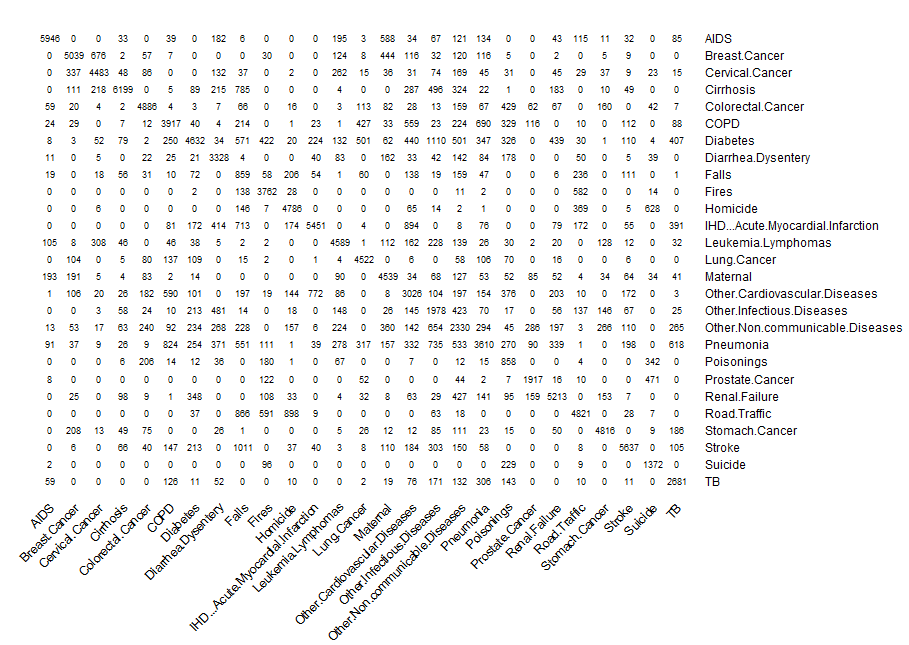 5946 0 0 33 0 39 0 182 6 0 0 0 195 3 588 34 67 121 134 0 0 43 115 11 32 0 85 AIDS
0 5039 676 2 57 7 0 0 0 30 0 0 124 8 444 116 32 120 116 5 0 2 0 5 9 0 0 Breast.Cancer
0 337 4483 48 86 0 0 132 37 0 2 0 262 15 36 31 74 169 45 31 0 45 29 37 9 23 15 Cervical.Cancer
0 111 218 6199 0 5 89 215 785 0 0 0 4 0 0 287 496 324 22 1 0 183 0 10 49 0 0 Cirrhosis
59 20 4 2 4886 4 3 7 66 0 16 0 3 113 82 28 13 159 67 429 62 67 0 160 0 42 7 Colorectal.Cancer
24 29 0 7 12 3917 40 4 214 0 1 23 1 427 33 559 23 224 690 329 116 0 10 0 112 0 88 COPD
8 3 52 79 2 250 4632 34 571 422 20 224 132 501 62 440 1110 501 347 326 0 439 30 1 110 4 407 Diabetes
11 0 5 0 22 25 21 3328 4 0 0 40 83 0 162 33 42 142 84 178 0 0 50 0 5 39 0 Diarrhea.Dysentery
19 0 18 56 31 10 72 0 859 58 206 54 1 60 0 138 19 159 47 0 0 6 236 0 111 0 1 Falls
0 0 0 0 0 0 2 0 138 3762 28 0 0 0 0 0 0 11 2 0 0 0 582 0 0 14 0 Fires
0 0 6 0 0 0 0 0 146 7 4786 0 0 0 0 65 14 2 1 0 0 0 369 0 5 628 0 Homicide
0 0 0 0 0 81 172 414 713 0 174 5451 0 4 0 894 0 8 76 0 0 79 172 0 55 0 391 IHD...Acute.Myocardial.Infarction
105 8 308 46 0 46 38 5 2 2 0 0 4589 1 112 162 228 139 26 30 2 20 0 128 12 0 32 Leukemia.Lymphomas
0 104 0 5 80 137 109 0 15 2 0 1 4 4522 0 6 0 58 106 70 0 16 0 0 6 0 0 Lung.Cancer
193 191 5 4 83 2 14 0 0 0 0 0 90 0 4539 34 68 127 53 52 85 52 4 34 64 34 41 Maternal
1 106 20 26 182 590 101 0 197 19 144 772 86 0 8 3026 104 197 154 376 0 203 10 0 172 0 3 Other.Cardiovascular.Diseases
0 0 3 58 24 10 213 481 14 0 18 0 148 0 26 145 1978 423 70 17 0 56 137 146 67 0 25 Other.Infectious.Diseases
13 53 17 63 240 92 234 268 228 0 157 6 224 0 360 142 654 2330 294 45 286 197 3 266 110 0 265 Other.Non.communicable.Diseases
91 37 9 26 9 824 254 371 551 111 1 39 278 317 157 332 735 533 3610 270 90 339 1 0 198 0 618 Pneumonia
0 0 0 6 206 14 12 36 0 180 1 0 67 0 0 7 0 12 15 858 0 0 4 0 0 342 0 Poisonings
8 0 0 0 0 0 0 0 0 122 0 0 0 52 0 0 0 44 2 7 1917 16 10 0 0 471 0 Prostate.Cancer
0 25 0 98 9 1 348 0 0 108 33 0 4 32 8 63 29 427 141 95 159 5213 0 153 7 0 0 Renal.Failure
0 0 0 0 0 0 37 0 866 591 898 9 0 0 0 0 63 18 0 0 0 0 4821 0 28 7 0 Road.Traffic
0 208 13 49 75 0 0 26 1 0 0 0 5 26 12 12 85 111 23 15 0 50 0 4816 0 9 186 Stomach.Cancer
0 6 0 66 40 147 213 0 1011 0 37 40 3 8 110 184 303 150 58 0 0 0 8 0 5637 0 105 Stroke
2 0 0 0 0 0 0 0 0 96 0 0 0 0 0 0 0 0 0 229 0 0 9 0 0 1372 0 Suicide
59 0 0 0 0 126 11 52 0 0 10 0 0 2 19 76 171 132 306 143 0 0 10 0 11 0 2681 TB
AIDS
Breast.Cancer
Cervical.Cancer
Cirrhosis
Colorectal.Cancer
COPD
Diabetes
Diarrhea.Dysentery
Falls
Fires
Homicide
IHD...Acute.Myocardial.Infarction
Leukemia.Lymphomas
Lung.Cancer
Maternal
Other.Cardiovascular.Diseases
Other.Infectious.Diseases
Other.Non.communicable.Diseases
Pneumonia
Poisonings
Prostate.Cancer
Renal.Failure
Road.Traffic
Stomach.Cancer
Stroke
Suicide
TB